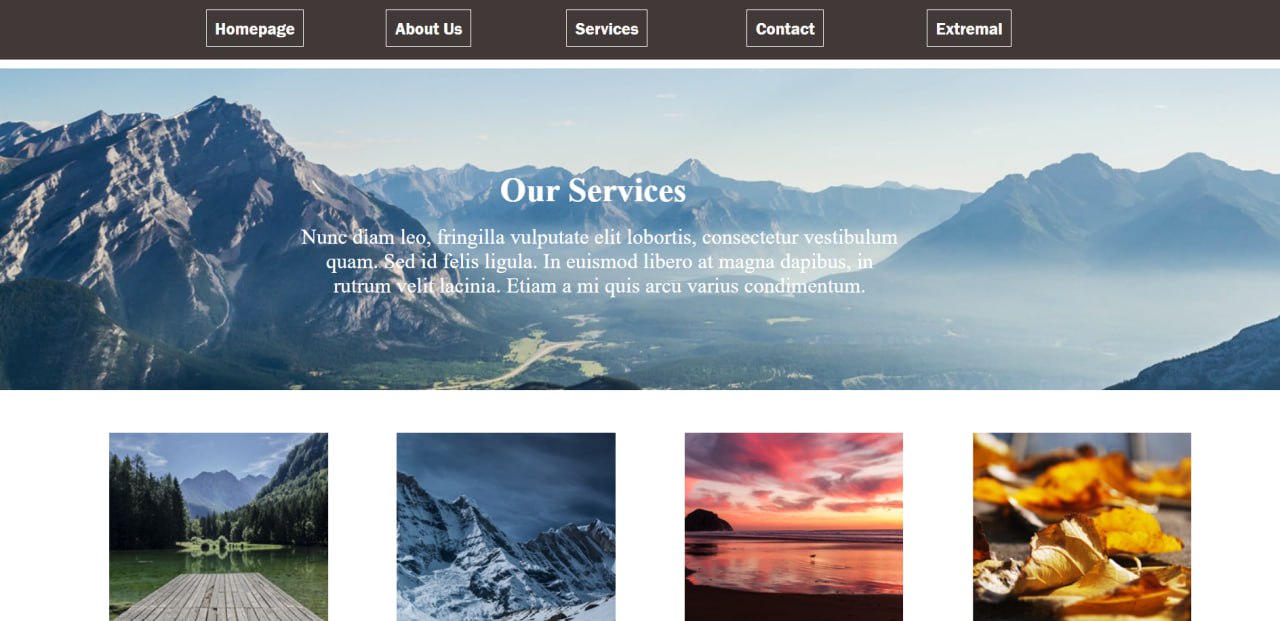 Homepage About Us Services Contact Extremal
Our Services
Nunc diam leo, fringilla vulputate elit lobortis, consectetur vestibulum
quam. Sed id felis ligula. In euismod libero at magna dapibus, in
rutrum velit lacinia. Etiam a mi quis arcu varius condimentum.